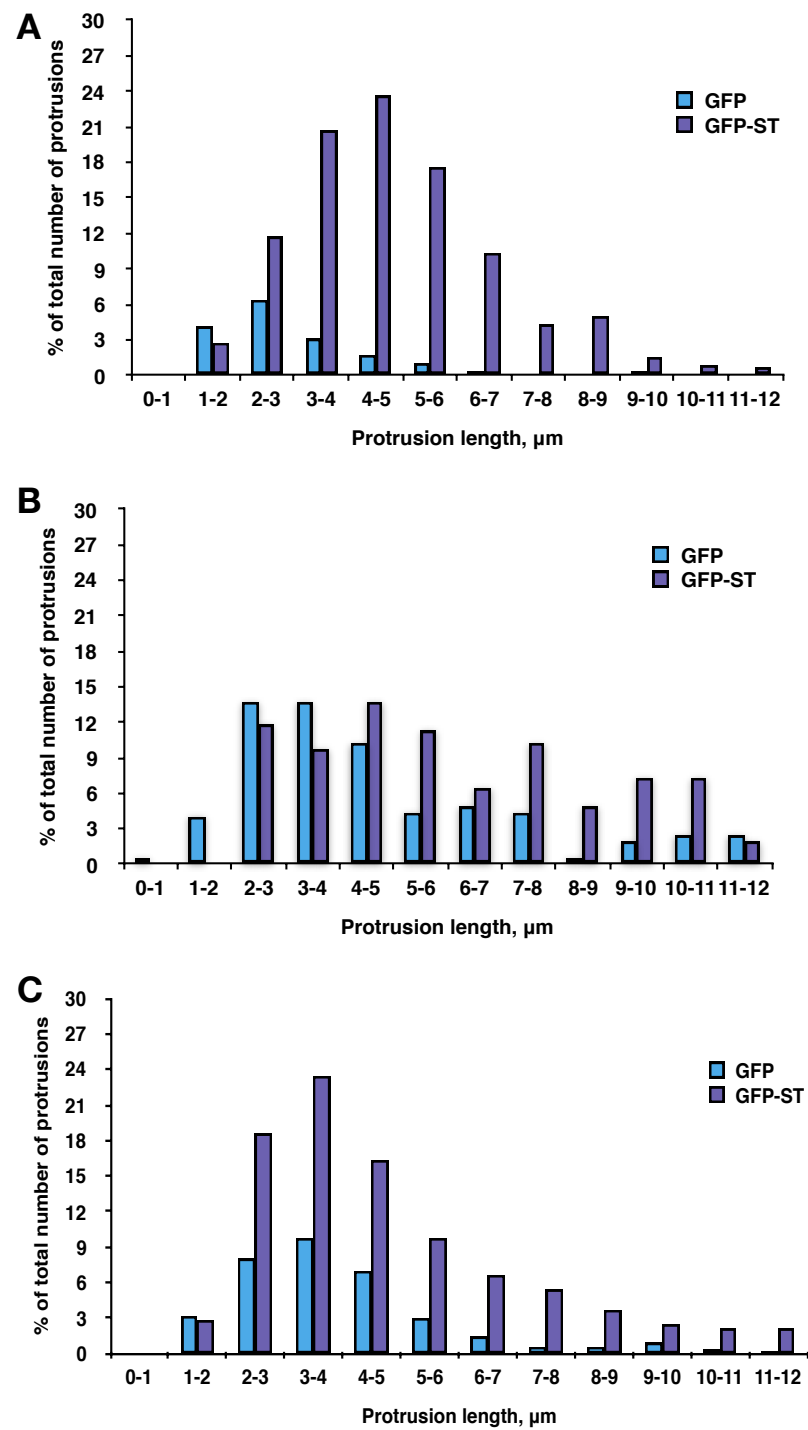 A
% of total number of protrusions
30
27
24
21
18
15
12
9
6
3
0
GFP
GFP-ST
0-1 1-2 2-3 3-4 4-5 5-6 6-7 7-8 8-9 9-10 10-11 11-12
Protrusion length, µm
B
% of total number of protrusions
30
27
24
21
18
15
12
9
6
3
0
GFP
GFP-ST
0-1 1-2 2-3 3-4 4-5 5-6 6-7 7-8 8-9 9-10 10-11 11-12
Protrusion length, µm
C
% of total number of protrusions
30
27
24
21
18
15
12
9
6
3
0
GFP
GFP-ST
0-1 1-2 2-3 3-4 4-5 5-6 6-7 7-8 8-9 9-10 10-11 11-12
Protrusion length, µm